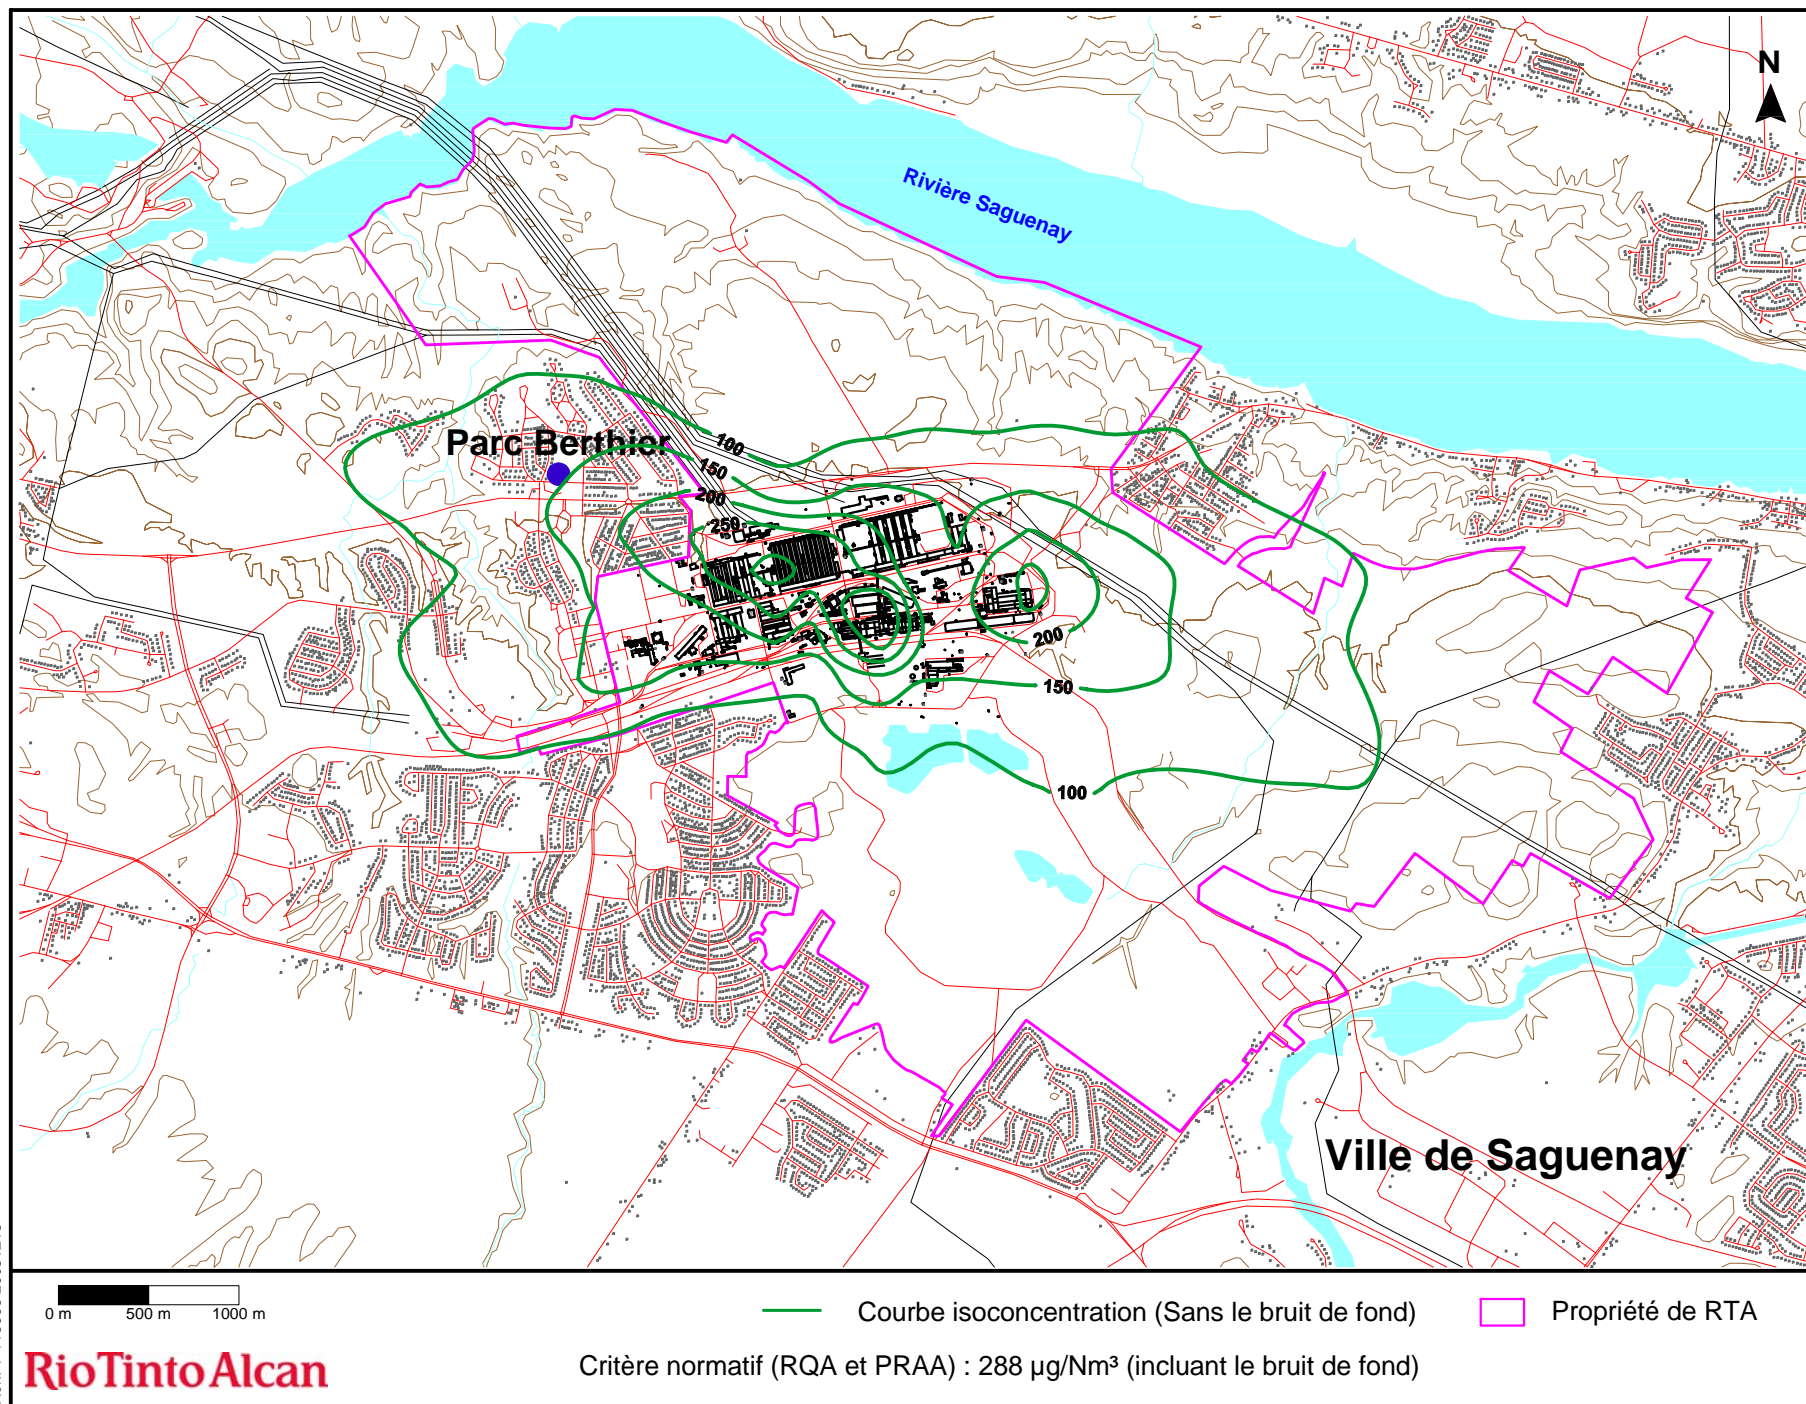 N
Rivière Saguenay
Parc Berthier
100
150
200
250
200
150
100
Ville de Saguenay
0 m 500 m 1000 m
Courbe isoconcentration (Sans le bruit de fond)
Propriété de RTA
RioTintoAlcan
Critère normatif (RQA et PRAA) : 288 µg/Nm³ (incluant le bruit de fond)